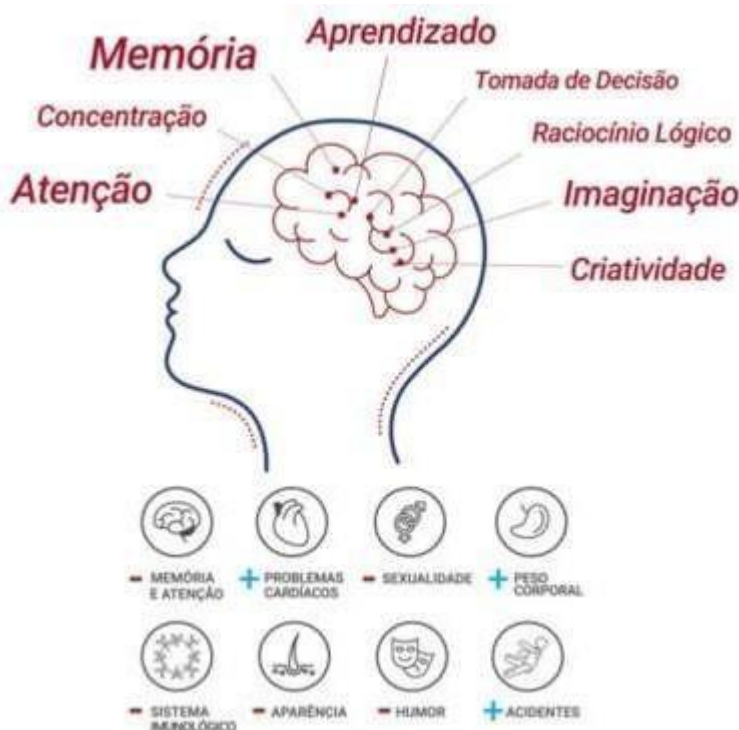 Aprendizado
Memória
Tomada de Decisão
Concentração
Raciocínio Lógico
Atenção
Imaginação
Criatividade
- MEMÓRIA
E ATENÇÃO
+ PROBLEMAS
CARDÍACOS
- SEXUALIDADE
+ PESO
CORPORAL
- SISTEMA
IMUNOLÓGICO
- APARÊNCIA
- HUMOR
+ ACIDENTES